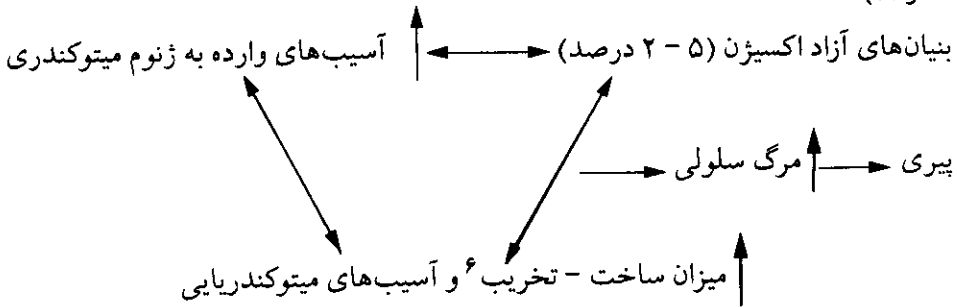 بنیان‌های آزاد اکسیژن (۵ - ۲ درصد) آسیب‌های وارده به ژنوم میتوکندری
مرگ سلولی پیری
میزان ساخت - تخریب ۶ و آسیب‌های میتوکندریایی